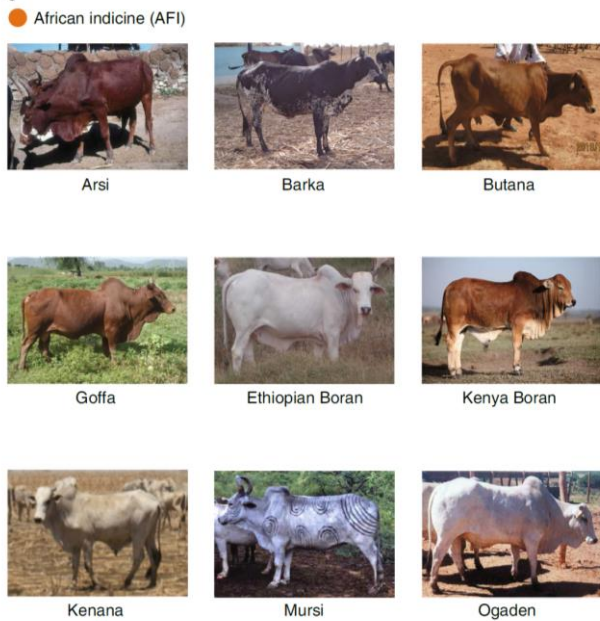 African indicine (AFI)
Arsi
Barka
Butana
Goffa
Ethiopian Boran
Kenya Boran
Kenana
Mursi
Ogaden